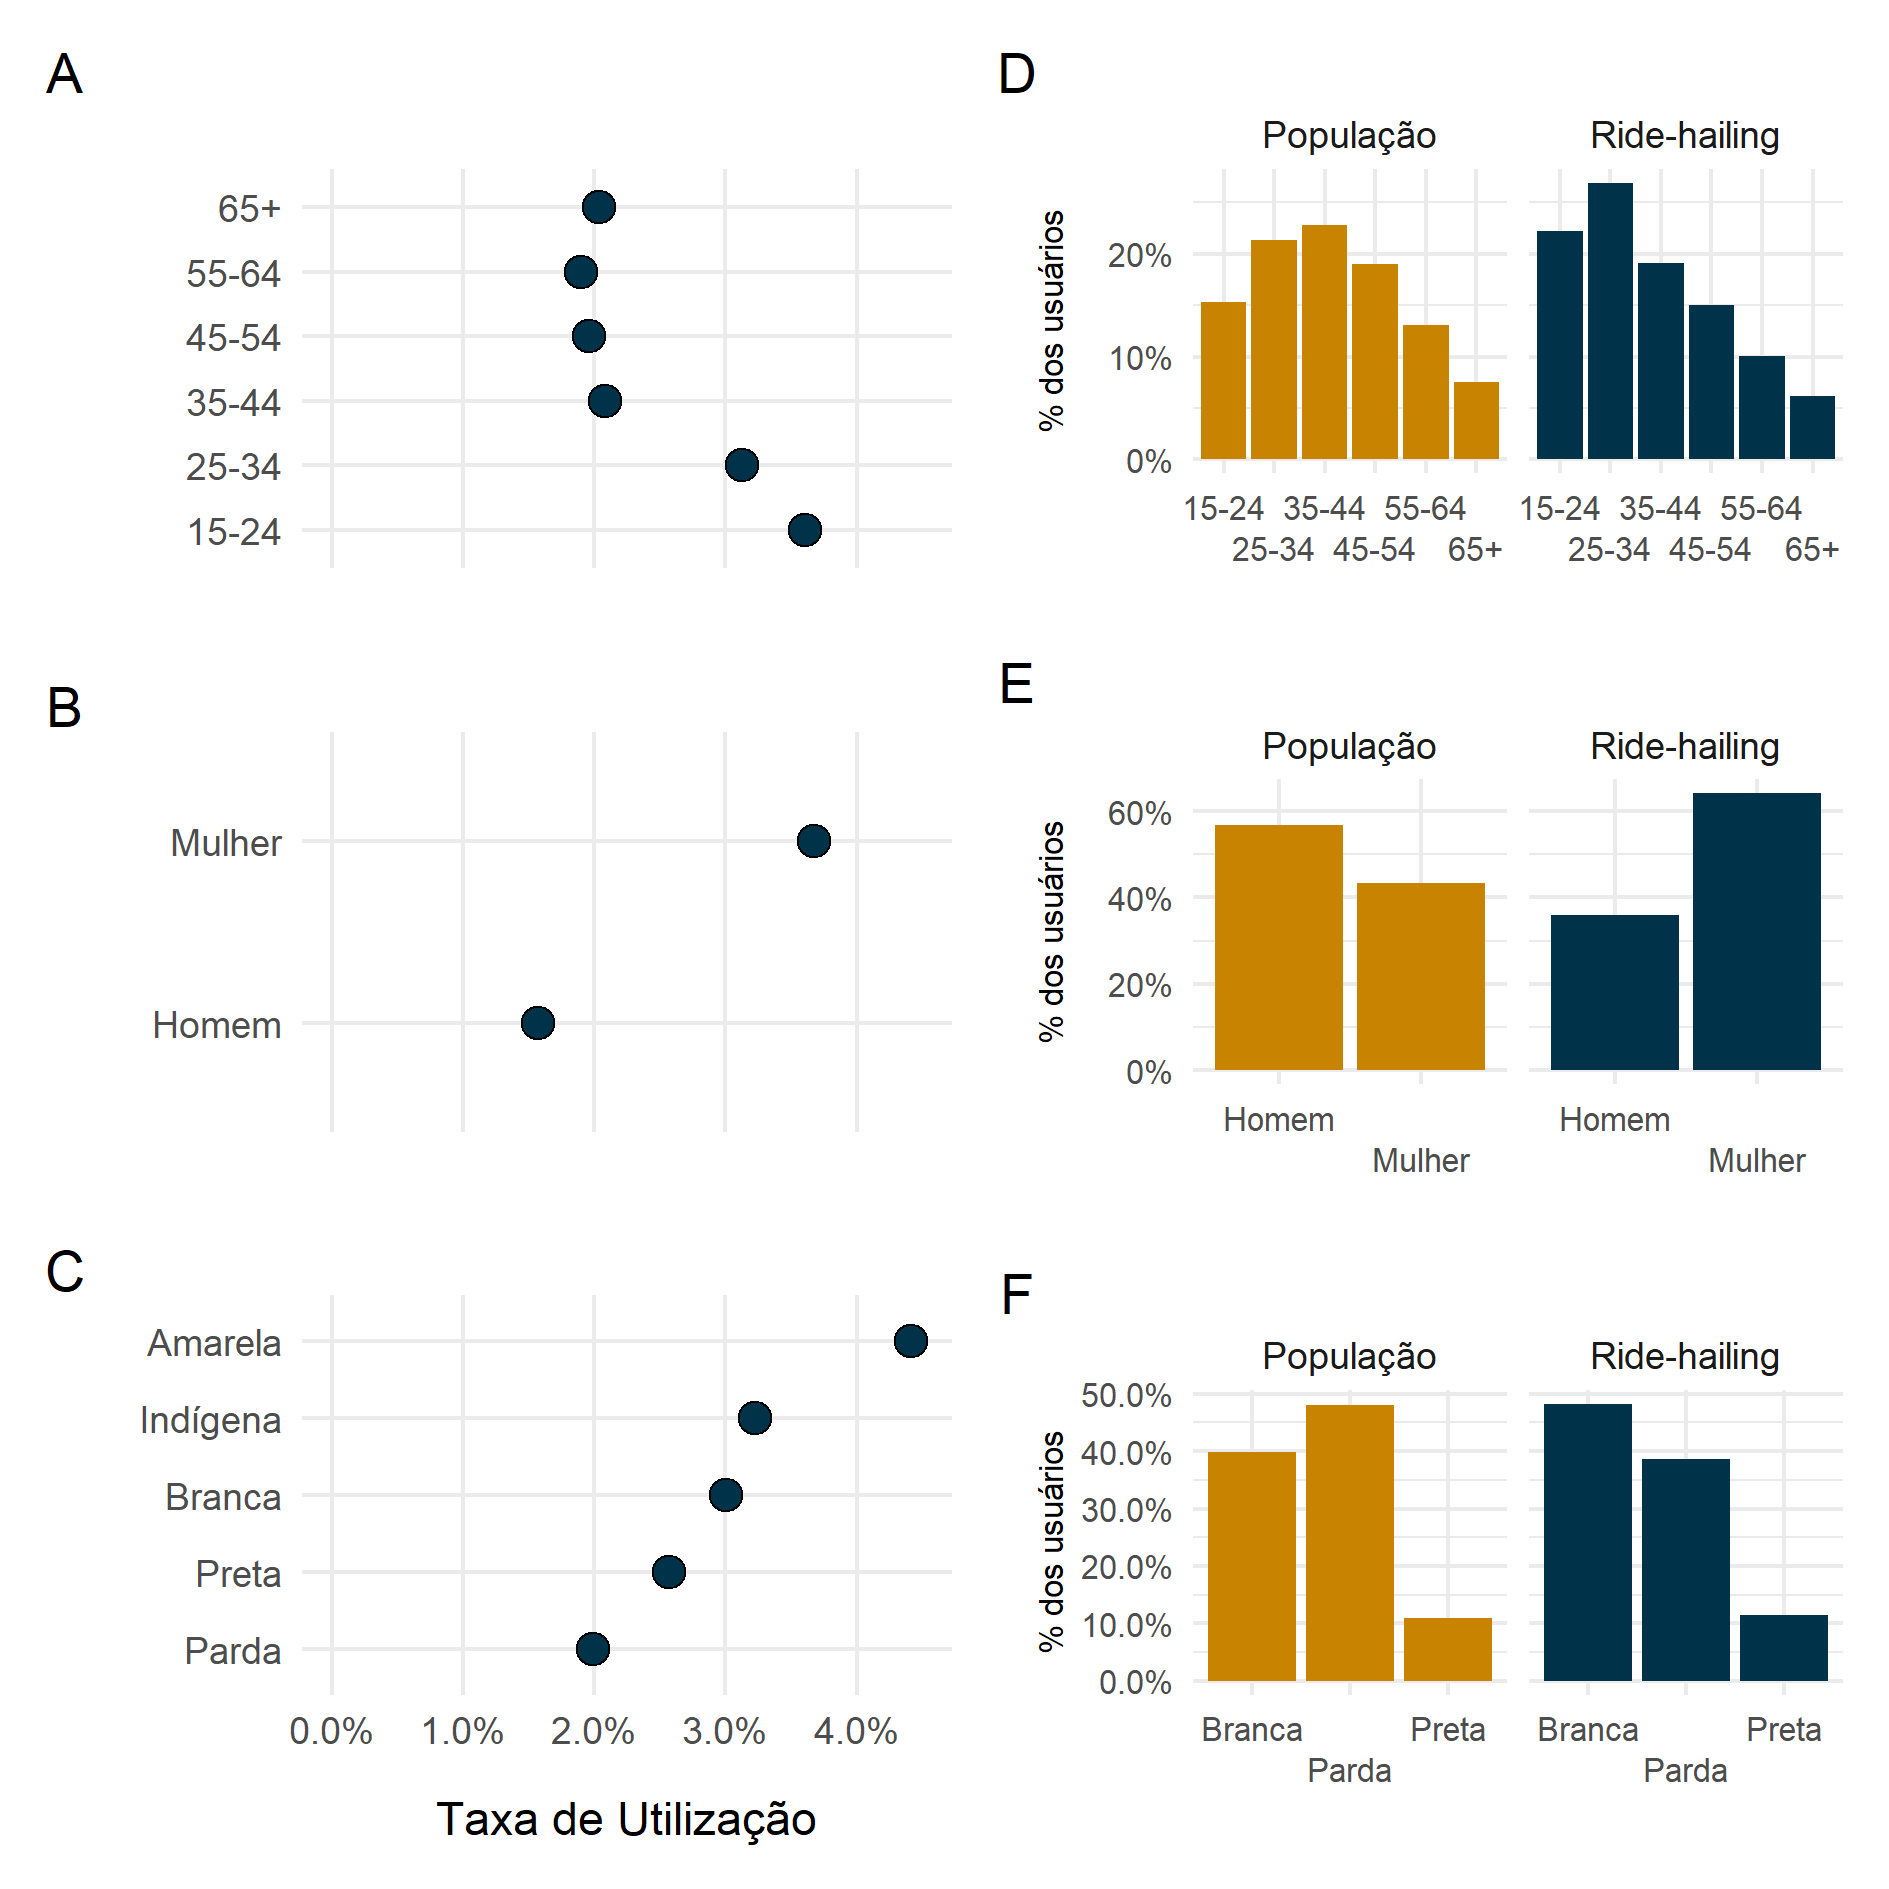 A
65+
55-64
45-54
35-44
25-34
15-24
B
Mulher
Homem
C
Amarela
Indígena
Branca
Preta
Parda
0.0% 1.0% 2.0% 3.0% 4.0%
Taxa de Utilização
D
População Ride-hailing
% dos usuários
20%
10%
0%
15-24 35-44 55-64 15-24 35-44 55-64
25-34 45-54 65+ 25-34 45-54 65+
E
População Ride-hailing
% dos usuários
60%
40%
20%
0%
Homem Homem
Mulher Mulher
F
População Ride-hailing
% dos usuários
50.0%
40.0%
30.0%
20.0%
10.0%
0.0%
Branca Preta Branca Preta
Parda Parda